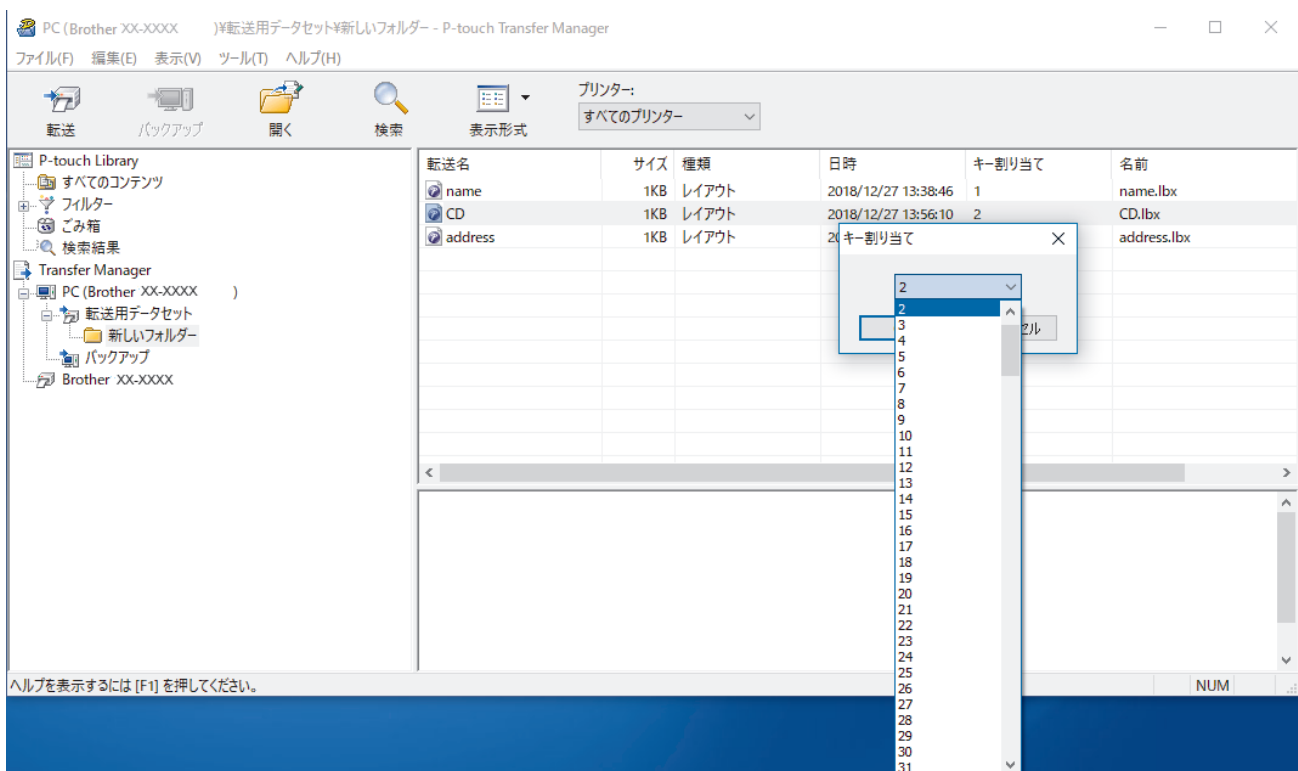 PC (Brother XX-XXXX )¥転送用データセット¥新しいフォルダー - P-touch Transfer Manager
ファイル(F) 編集(E) 表示(V) ツール(T) ヘルプ(H)
転送 バックアップ 開く 検索 表示形式
プリンター:
すべてのプリンター
P-touch Library
すべてのコンテンツ
フィルター
ごみ箱
検索結果
Transfer Manager
PC (Brother XX-XXXX )
転送用データセット
新しいフォルダー
バックアップ
Brother XX-XXXX
転送名 サイズ 種類 日時 キー割り当て 名前
name 1KB レイアウト 2018/12/27 13:38:46 1 name.lbx
CD 1KB レイアウト 2018/12/27 13:56:10 2 CD.lbx
address 1KB レイアウト address.lbx
キー割り当て
2
2
3
4
5
6
7
8
9
10
11
12
13
14
15
16
17
18
19
20
21
22
23
24
25
26
27
28
29
30
31
ヘルプを表示するには [F1] を押してください。
NUM